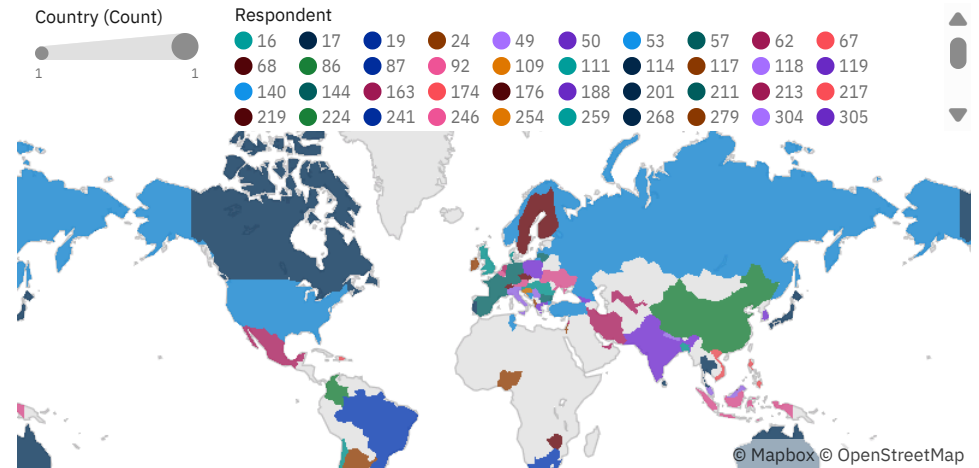 Country (Count)
1 1
Respondent
16 17 19 24 49 50 53 57 62 67
68 86 87 92 109 111 114 117 118 119
140 144 163 174 176 188 201 211 213 217
219 224 241 246 254 259 268 279 304 305
© Mapbox © OpenStreetMap